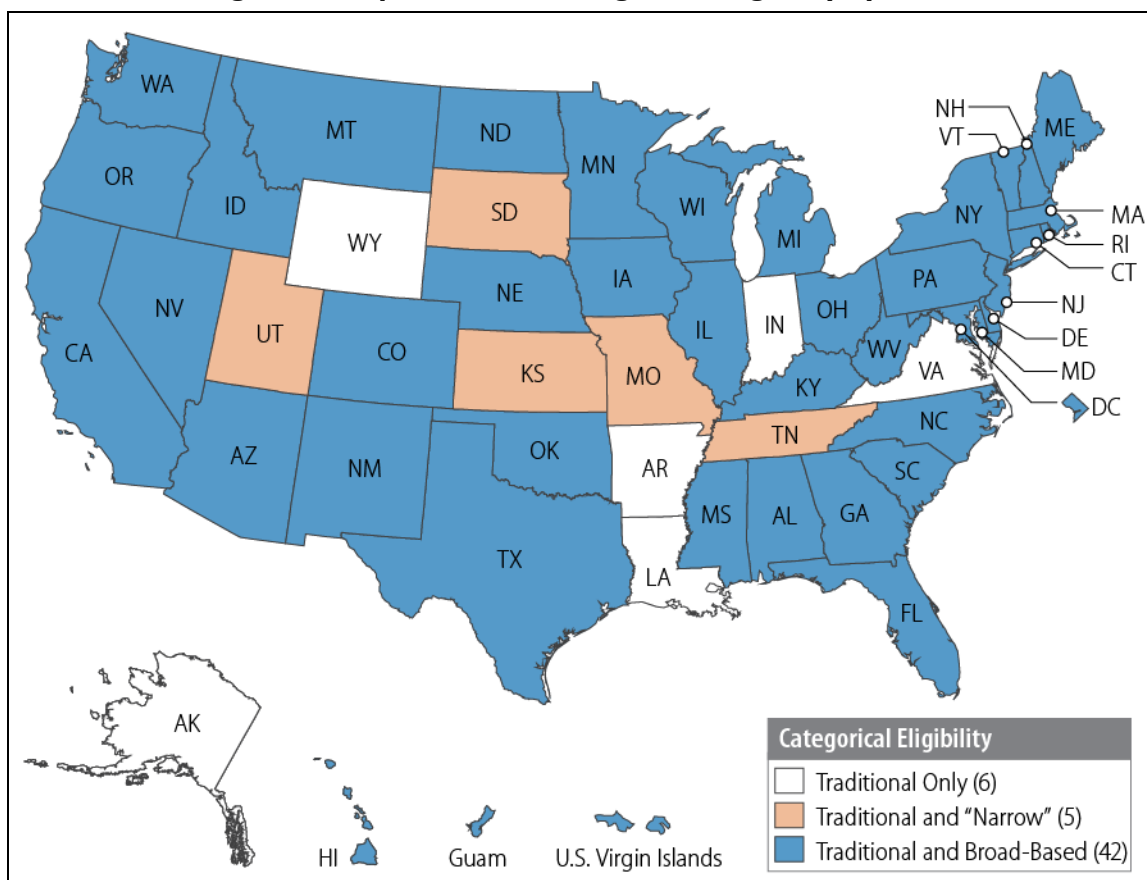 WA
MT
ND
MN
OR
ID
WY
SD
WI
MI
NH
VT
ME
NY
MA
RI
CT
NV
UT
CO
NE
IA
IL
IN
OH
PA
NJ
DE
MD
DC
CA
KS
MO
KY
WV
VA
AZ
NM
OK
AR
TN
NC
SC
TX
LA
MS
AL
GA
FL
AK
HI
Guam
U.S. Virgin Islands
Categorical Eligibility
Traditional Only (6)
Traditional and “Narrow” (5)
Traditional and Broad-Based (42)